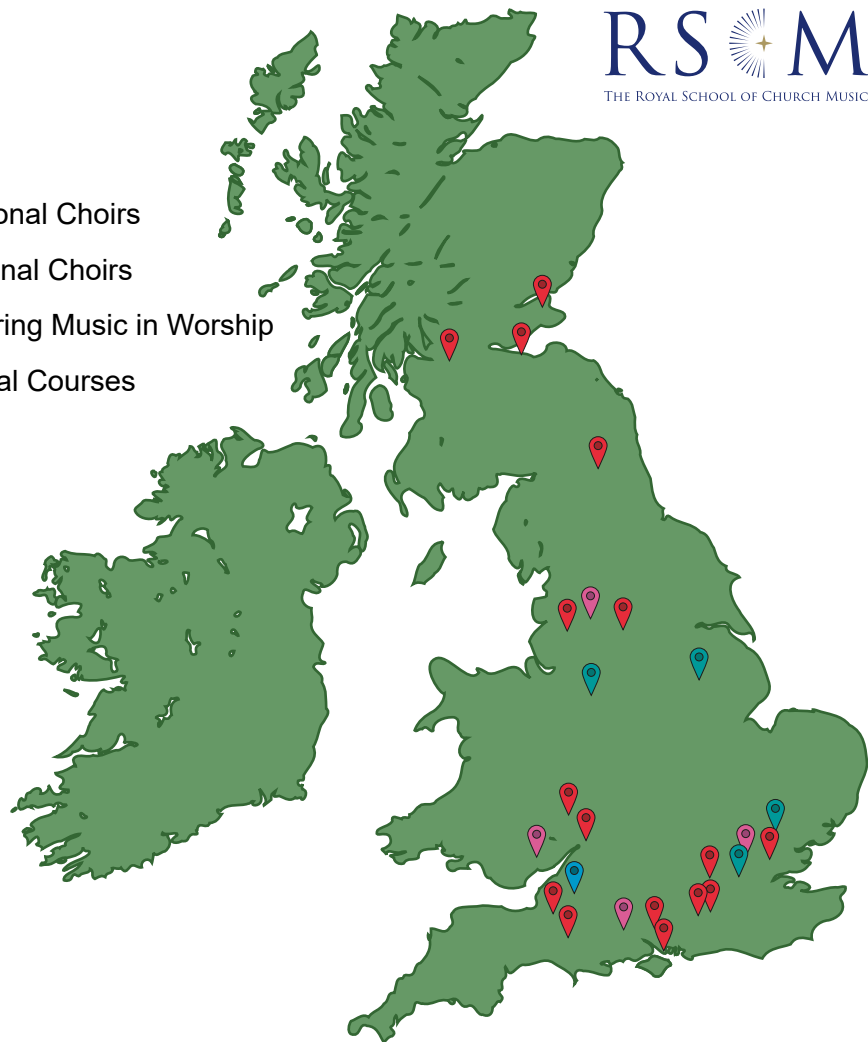 RSCM
THE ROYAL SCHOOL OF CHURCH MUSIC
onal Choirs
nal Choirs
ring Music in Worship
al Courses